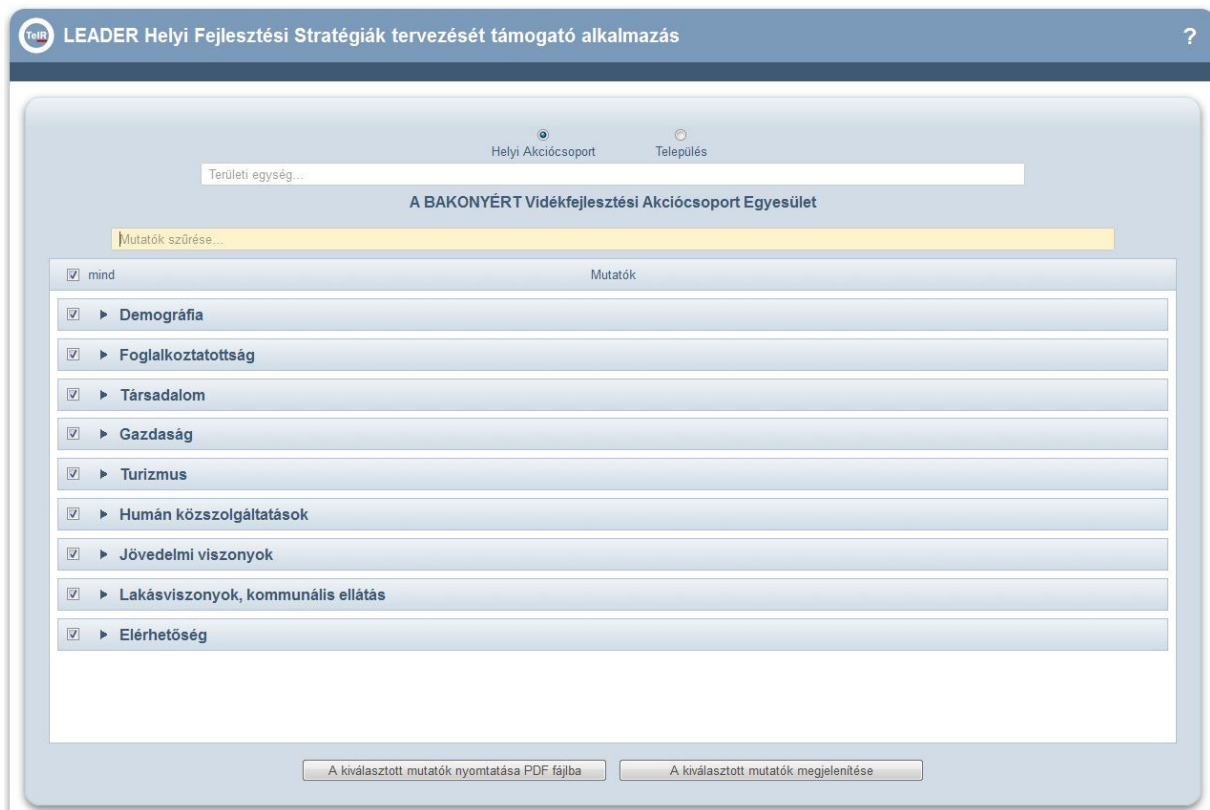 TeIR
LEADER Helyi Fejlesztési Stratégiák tervezését támogató alkalmazás
?
Helyi Akciócsoport Település
Területi egység...
A BAKONYÉRT Vidékfejlesztési Akciócsoport Egyesület
Mutatók szűrése...
mind Mutatók
Demográfia
Foglalkoztatottság
Társadalom
Gazdaság
Turizmus
Humán közszolgáltatások
Jövedelmi viszonyok
Lakásviszonyok, kommunális ellátás
Elérhetőség
A kiválasztott mutatók nyomtatása PDF fájlba A kiválasztott mutatók megjelenítése